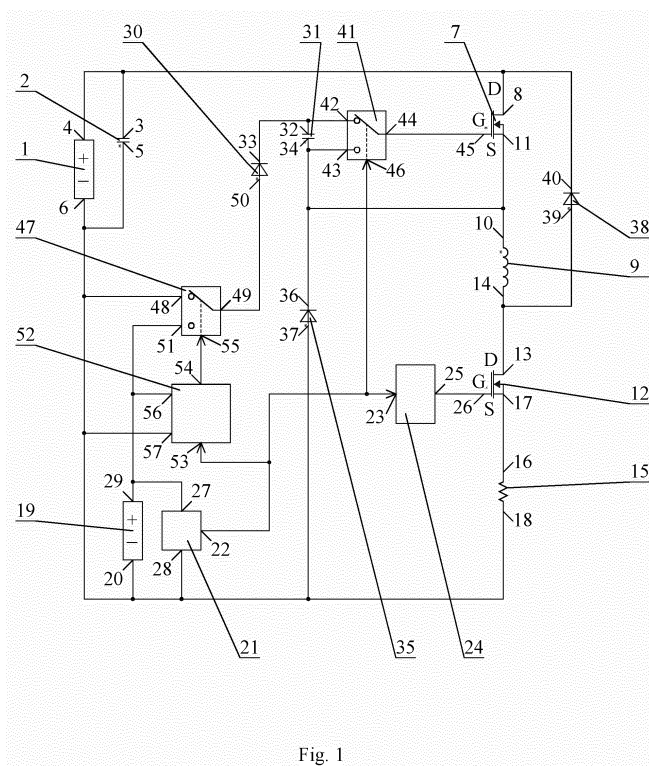 30 31 41 7
2 D
4 3 32 42 44 8
1 + 5 33 34 G 45 11
− 43 46 S
6 50 40
47 10 39 38
49 9
48 36 14
52 51 55 37
54 25 D 13
56 G 12
23 26 17
57 53 S
16
29 27 15
19 + 22 18
−
20 28
21 35 24
Fig. 1